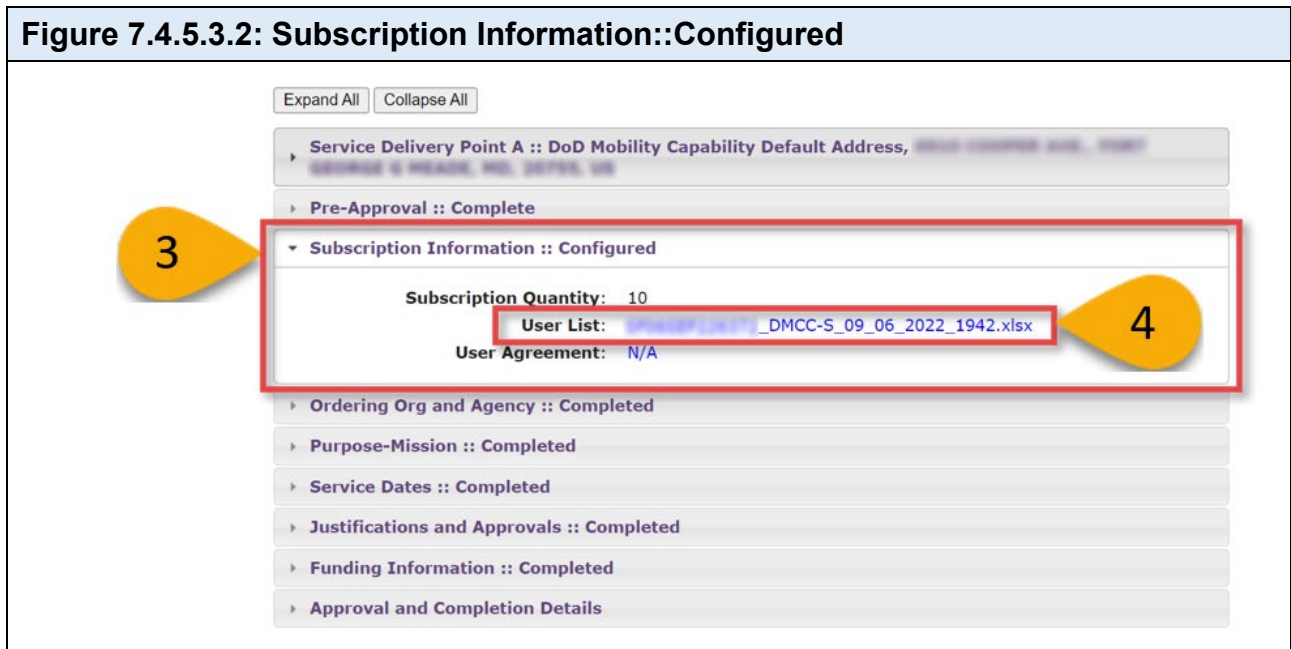 Figure 7.4.5.3.2: Subscription Information::Configured
Expand All Collapse All
Service Delivery Point A :: DoD Mobility Capability Default Address,
Pre-Approval :: Complete
3
Subscription Information :: Configured
Subscription Quantity: 10
User List: _DMCC-S_09_06_2022_1942.xlsx
4
User Agreement: N/A
Ordering Org and Agency :: Completed
Purpose-Mission :: Completed
Service Dates :: Completed
Justifications and Approvals :: Completed
Funding Information :: Completed
Approval and Completion Details